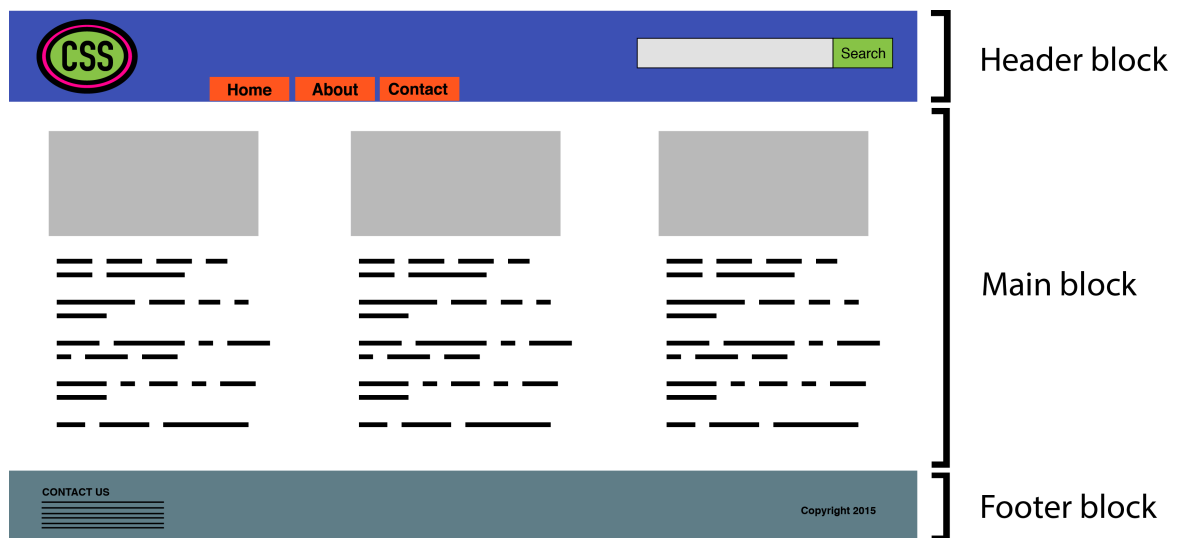 CSS
Home
About
Contact
Search
Header block
Main block
CONTACT US
Copyright 2015
Footer block